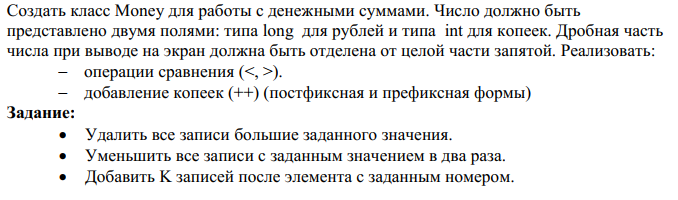 Создать класс Money для работы с денежными суммами. Число должно быть
представлено двумя полями: типа long для рублей и типа int для копеек. Дробная часть
числа при выводе на экран должна быть отделена от целой части запятой. Реализовать:
– операции сравнения (<, >).
– добавление копеек (++) (постфиксная и префиксная формы)
Задание:
• Удалить все записи большие заданного значения.
• Уменьшить все записи с заданным значением в два раза.
• Добавить K записей после элемента с заданным номером.